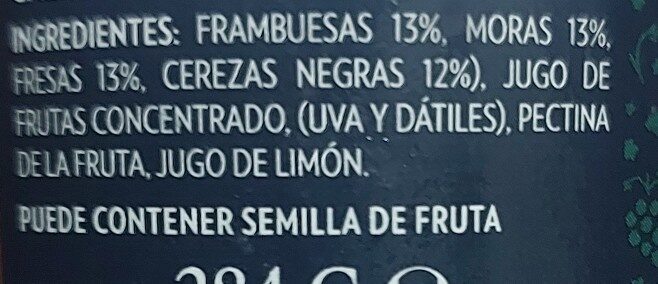 INGREDIENTES: FRAMBUESAS 13%, MORAS 13%,
FRESAS 13%, CEREZAS NEGRAS 12%), JUGO DE
FRUTAS CONCENTRADO, (UVA Y DÁTILES), PECTINA
DE LA FRUTA, JUGO DE LIMÓN.
PUEDE CONTENER SEMILLA DE FRUTA
284 G